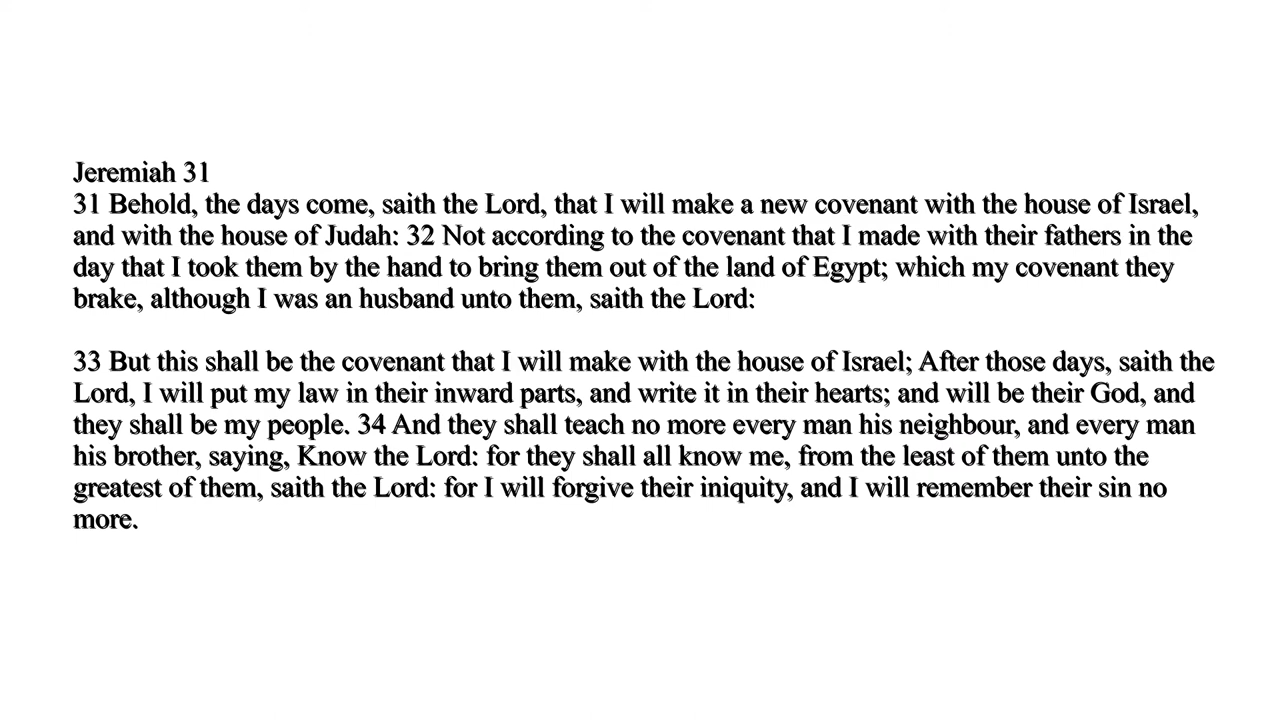 Jeremiah 31
31 Behold, the days come, saith the Lord, that I will make a new covenant with the house of Israel,
and with the house of Judah: 32 Not according to the covenant that I made with their fathers in the
day that I took them by the hand to bring them out of the land of Egypt; which my covenant they
brake, although I was an husband unto them, saith the Lord:
33 But this shall be the covenant that I will make with the house of Israel; After those days, saith the
Lord, I will put my law in their inward parts, and write it in their hearts; and will be their God, and
they shall be my people. 34 And they shall teach no more every man his neighbour, and every man
his brother, saying, Know the Lord: for they shall all know me, from the least of them unto the
greatest of them, saith the Lord: for I will forgive their iniquity, and I will remember their sin no
more.